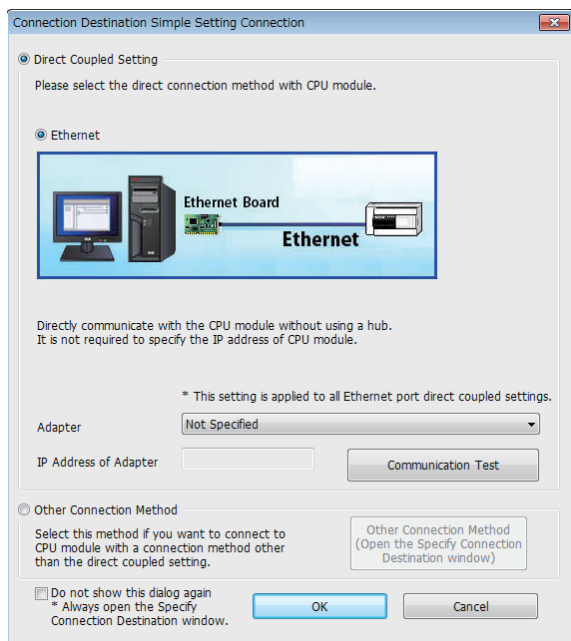 Connection Destination Simple Setting Connection
Direct Coupled Setting
Please select the direct connection method with CPU module.
Ethernet
Ethernet Board
Ethernet
Directly communicate with the CPU module without using a hub.
It is not required to specify the IP address of CPU module.
* This setting is applied to all Ethernet port direct coupled settings.
Adapter
Not Specified
IP Address of Adapter
Communication Test
Other Connection Method
Select this method if you want to connect to
CPU module with a connection method other
than the direct coupled setting.
Other Connection Method
(Open the Specify Connection
Destination window)
Do not show this dialog again
* Always open the Specify
Connection Destination window.
OK
Cancel